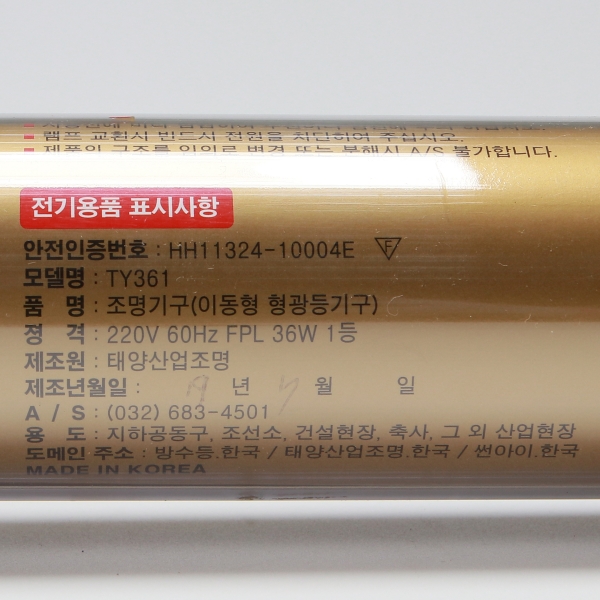 램프 교환시 반드시 전원을 차단하여 주십시오.
제품의 구조를 임의로 변경 또는 분해시 A/S 불가합니다.
전기용품 표시사항
안전인증번호 : HH11324-10004E F
모델명 : TY361
품 명 : 조명기구(이동형 형광등기구)
정 격 : 220V 60Hz FPL 36W 1등
제조원 : 태양산업조명
제조년월일 : 19 년 7 월 일
A / S : (032) 683-4501
용 도 : 지하공동구, 조선소, 건설현장, 축사, 그 외 산업현장
도메인 주소 : 방수등.한국 / 태양산업조명.한국 / 썬아이.한국
MADE IN KOREA